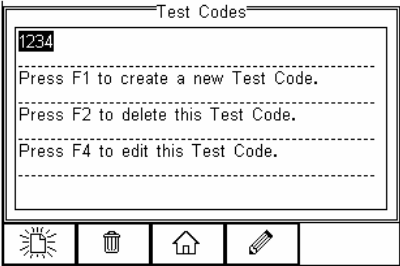 Test Codes
1234
Press F1 to create a new Test Code.
Press F2 to delete this Test Code.
Press F4 to edit this Test Code.